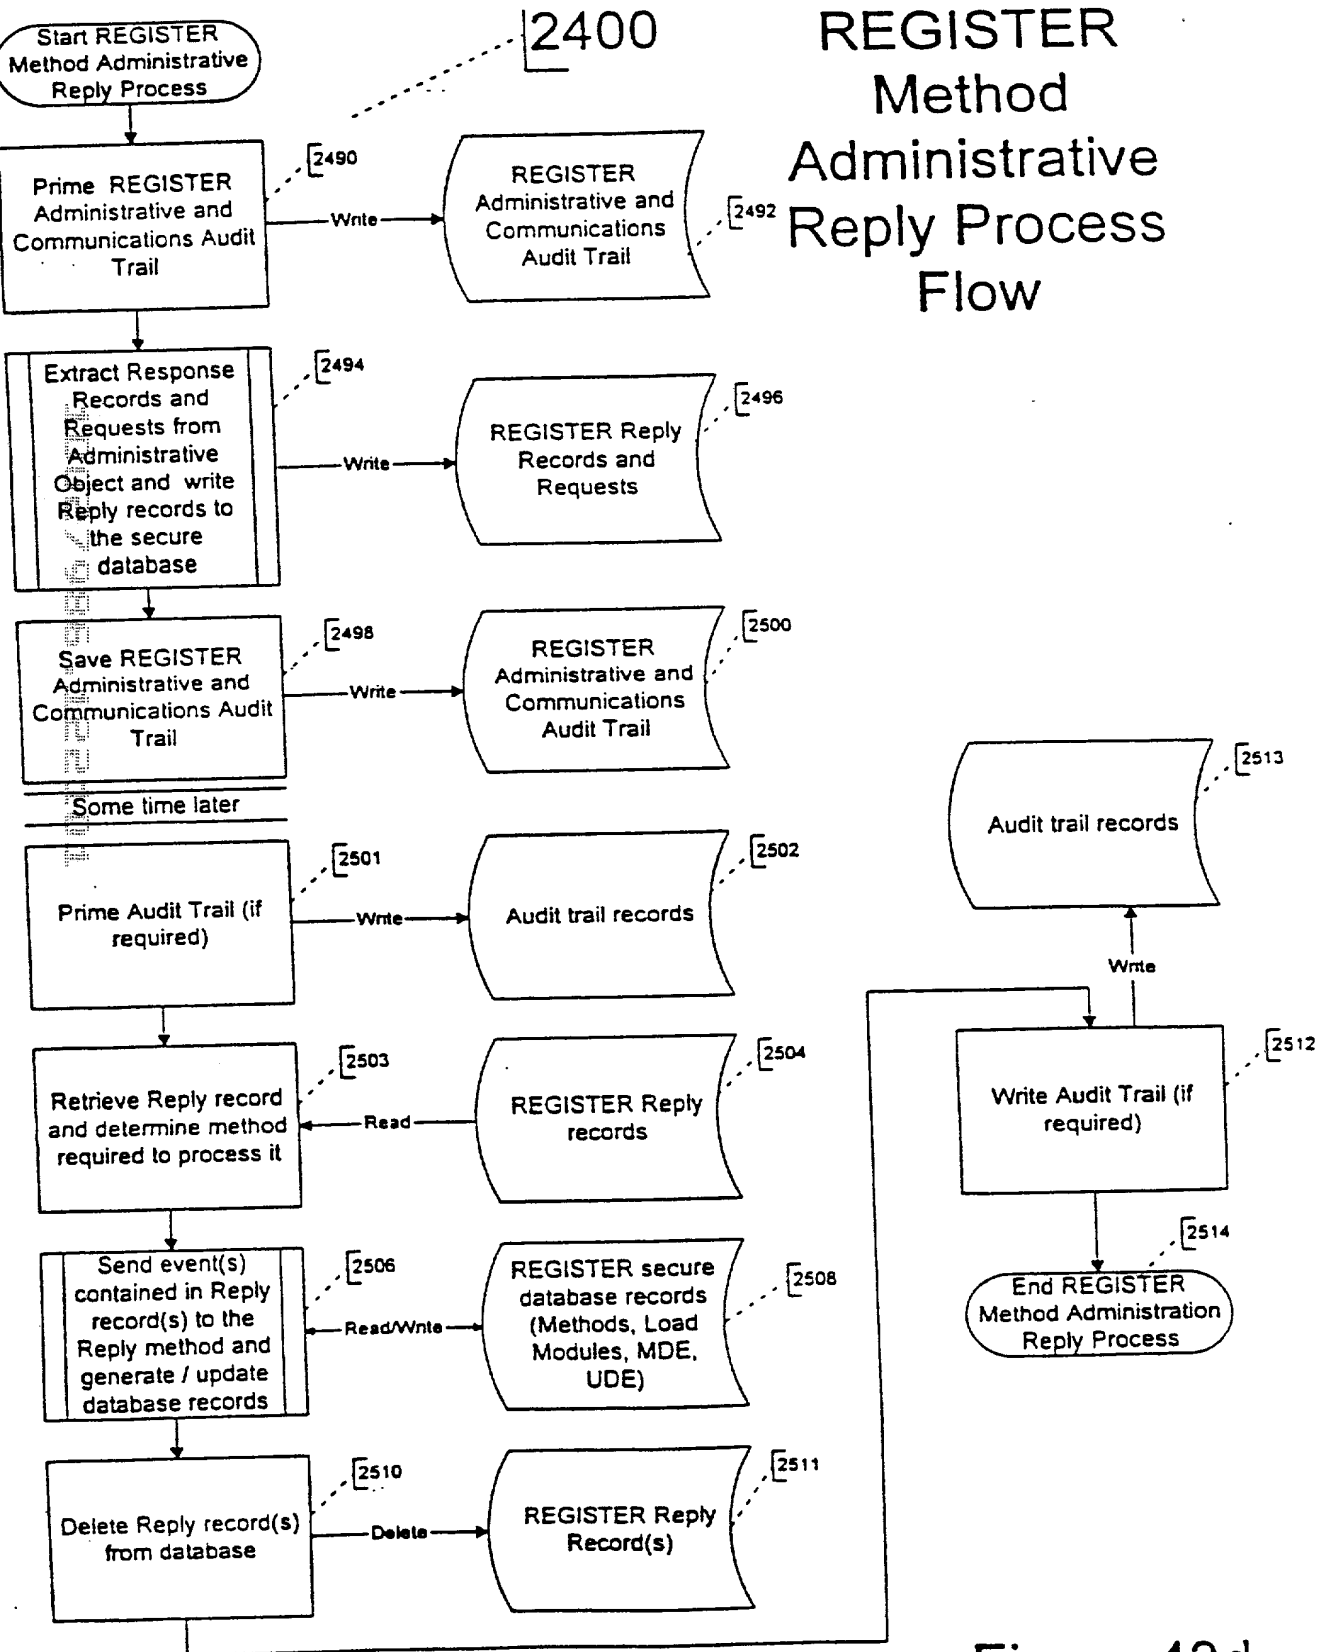 Start REGISTER
Method Administrative
Reply Process
2400
REGISTER
Method
Administrative
Reply Process
Flow
Prime REGISTER
Administrative and
Communications Audit
Trail
2490
Write
REGISTER
Administrative and
Communications
Audit Trail
2492
Extract Response
Records and
Requests from
Administrative
Object and write
Reply records to
the secure
database
2494
Write
REGISTER Reply
Records and
Requests
2496
Save REGISTER
Administrative and
Communications Audit
Trail
2498
Write
REGISTER
Administrative and
Communications
Audit Trail
2500
Some time later
Prime Audit Trail (if
required)
2501
Write
Audit trail records
2502
Retrieve Reply record
and determine method
required to process it
2503
Read
REGISTER Reply
records
2504
Send event(s)
contained in Reply
record(s) to the
Reply method and
generate / update
database records
2506
Read/Write
REGISTER secure
database records
(Methods, Load
Modules, MDE,
UDE)
2508
Delete Reply record(s)
from database
2510
Delete
REGISTER Reply
Record(s)
2511
Audit trail records
2513
Write
Write Audit Trail (if
required)
2512
2514
End REGISTER
Method Administration
Reply Process